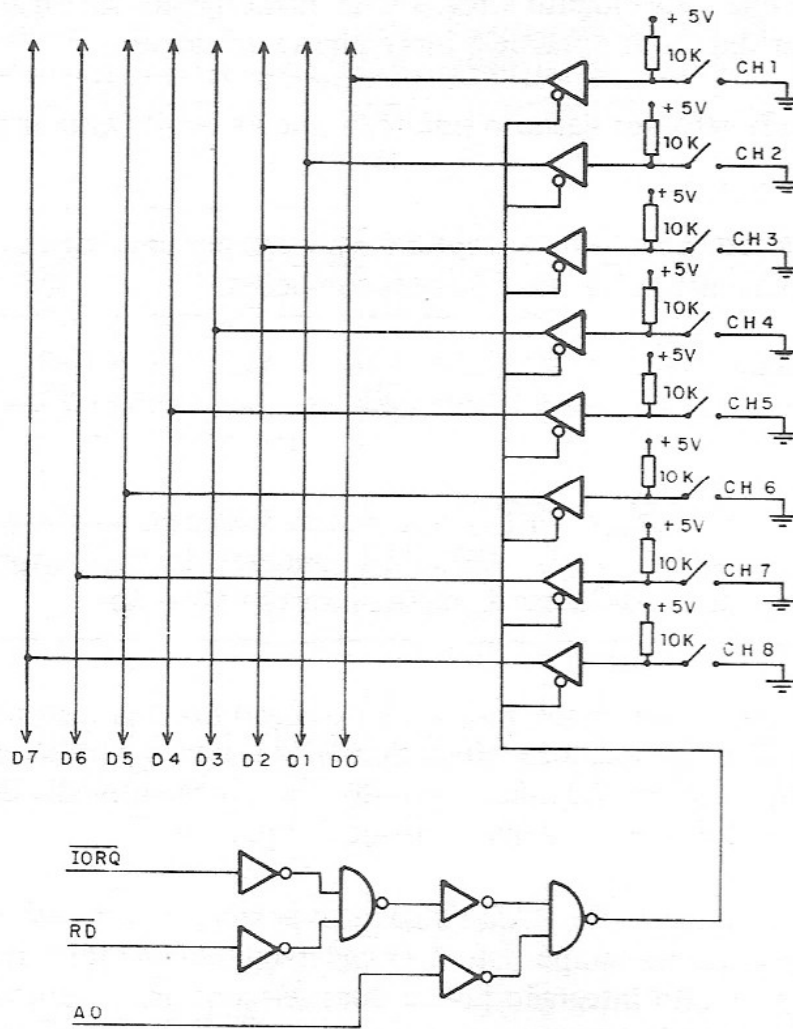 + 5V
10K
CH1
+ 5V
10K
CH2
+ 5V
10K
CH3
+5V
10K
CH4
+5V
10K
CH5
+ 5V
10K
CH 6
+5V
10K
CH 7
+5V
10K
CH 8
D7 D6 D5 D4 D3 D2 D1 D0
IORQ
RD
A0